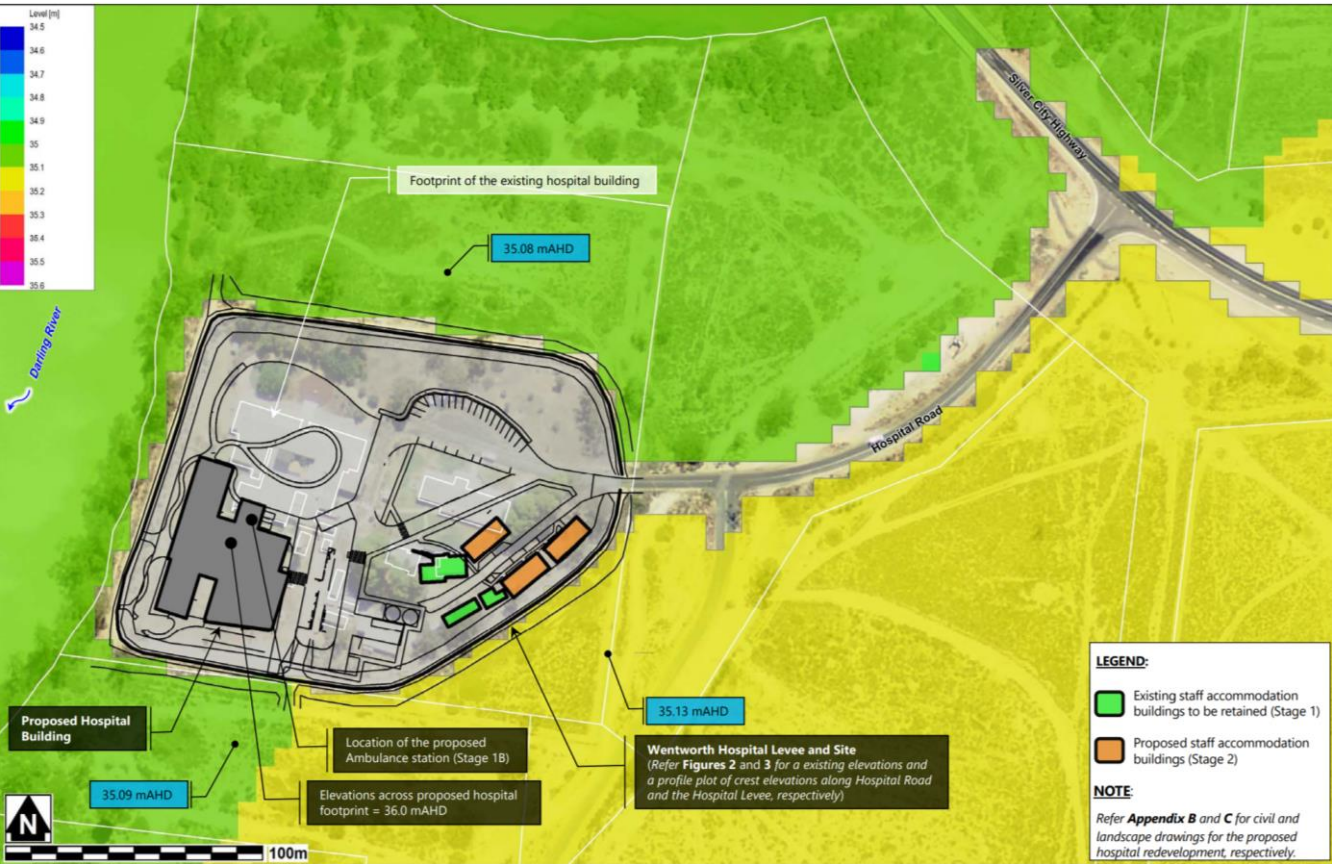 Level [m]
34.5
34.6
34.7
34.8
34.9
35
35.1
35.2
35.3
35.4
35.5
35.6
Silver City Highway
Footprint of the existing hospital building
35.08 mAHD
Darling River
Hospital Road
35.13 mAHD
Proposed Hospital
Building
Location of the proposed
Ambulance station (Stage 1B)
Wentworth Hospital Levee and Site
(Refer Figures 2 and 3 for a existing elevations and
a profile plot of crest elevations along Hospital Road
and the Hospital Levee, respectively)
35.09 mAHD
Elevations across proposed hospital
footprint = 36.0 mAHD
N
100m
LEGEND:
Existing staff accommodation
buildings to be retained (Stage 1)
Proposed staff accommodation
buildings (Stage 2)
NOTE:
Refer Appendix B and C for civil and
landscape drawings for the proposed
hospital redevelopment, respectively.